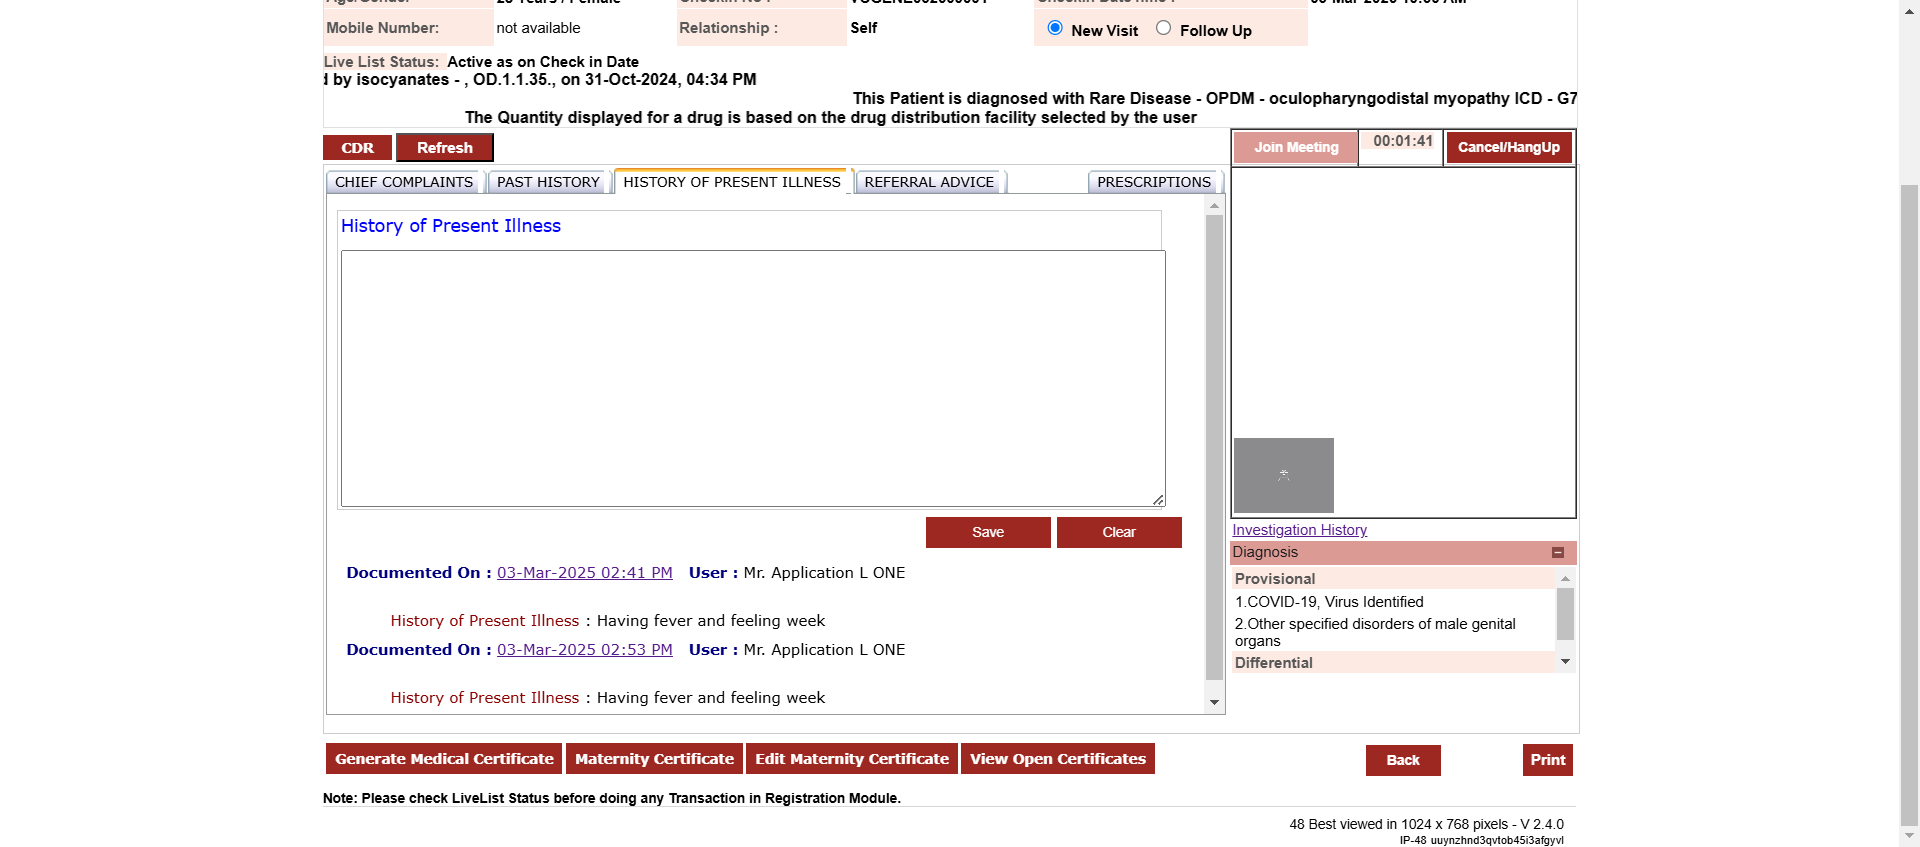 Age/Gender 28 Years / Female Checkin No :
Mobile Number: not available Relationship : Self New Visit Follow Up
Live List Status: Active as on Check in Date
d by isocyanates - , OD.1.1.35., on 31-Oct-2024, 04:34 PM
This Patient is diagnosed with Rare Disease - OPDM - oculopharyngodistal myopathy ICD - G7
The Quantity displayed for a drug is based on the drug distribution facility selected by the user
CDR Refresh Join Meeting 00:01:41 Cancel/HangUp
CHIEF COMPLAINTS PAST HISTORY HISTORY OF PRESENT ILLNESS REFERRAL ADVICE PRESCRIPTIONS
History of Present Illness
Save Clear
Documented On : 03-Mar-2025 02:41 PM User : Mr. Application L ONE
History of Present Illness : Having fever and feeling week
Documented On : 03-Mar-2025 02:53 PM User : Mr. Application L ONE
History of Present Illness : Having fever and feeling week
Investigation History
Diagnosis
Provisional
1.COVID-19, Virus Identified
2.Other specified disorders of male genital
organs
Differential
Generate Medical Certificate Maternity Certificate Edit Maternity Certificate View Open Certificates Back Print
Note: Please check LiveList Status before doing any Transaction in Registration Module.
48 Best viewed in 1024 x 768 pixels - V 2.4.0
IP-48 uuynzhnd3qvtob45i3afgyvl